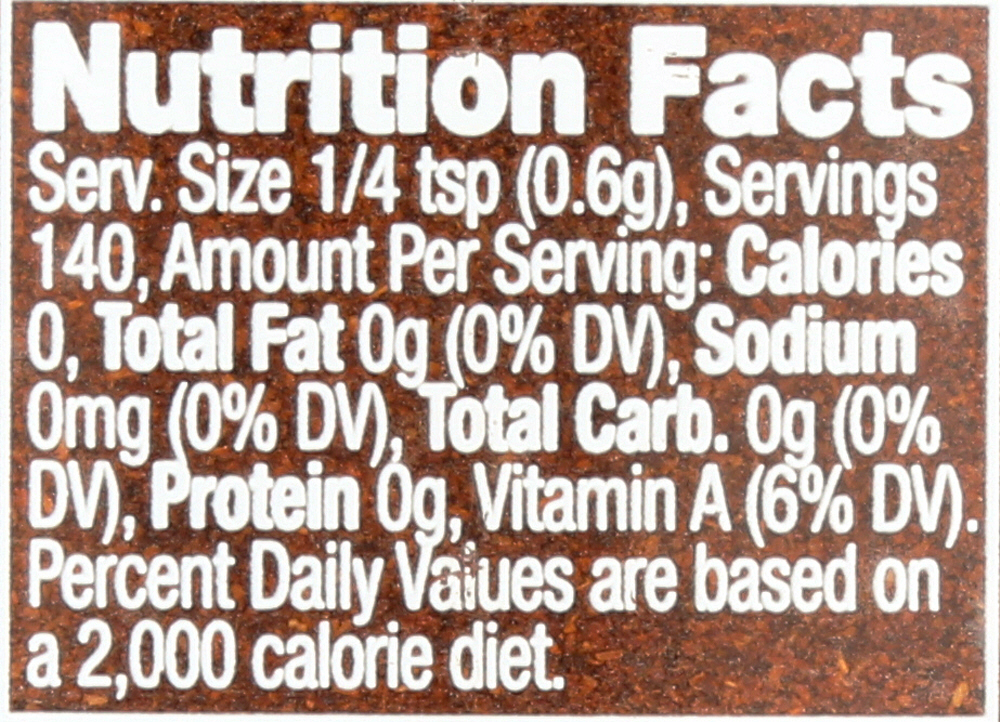 Nutrition Facts
Serv. Size 1/4 tsp (0.6g), Servings
140, Amount Per Serving: Calories
0, Total Fat 0g (0% DV), Sodium
0mg (0% DV), Total Carb. 0g (0%
DV), Protein 0g, Vitamin A (6% DV).
Percent Daily Values are based on
a 2,000 calorie diet.